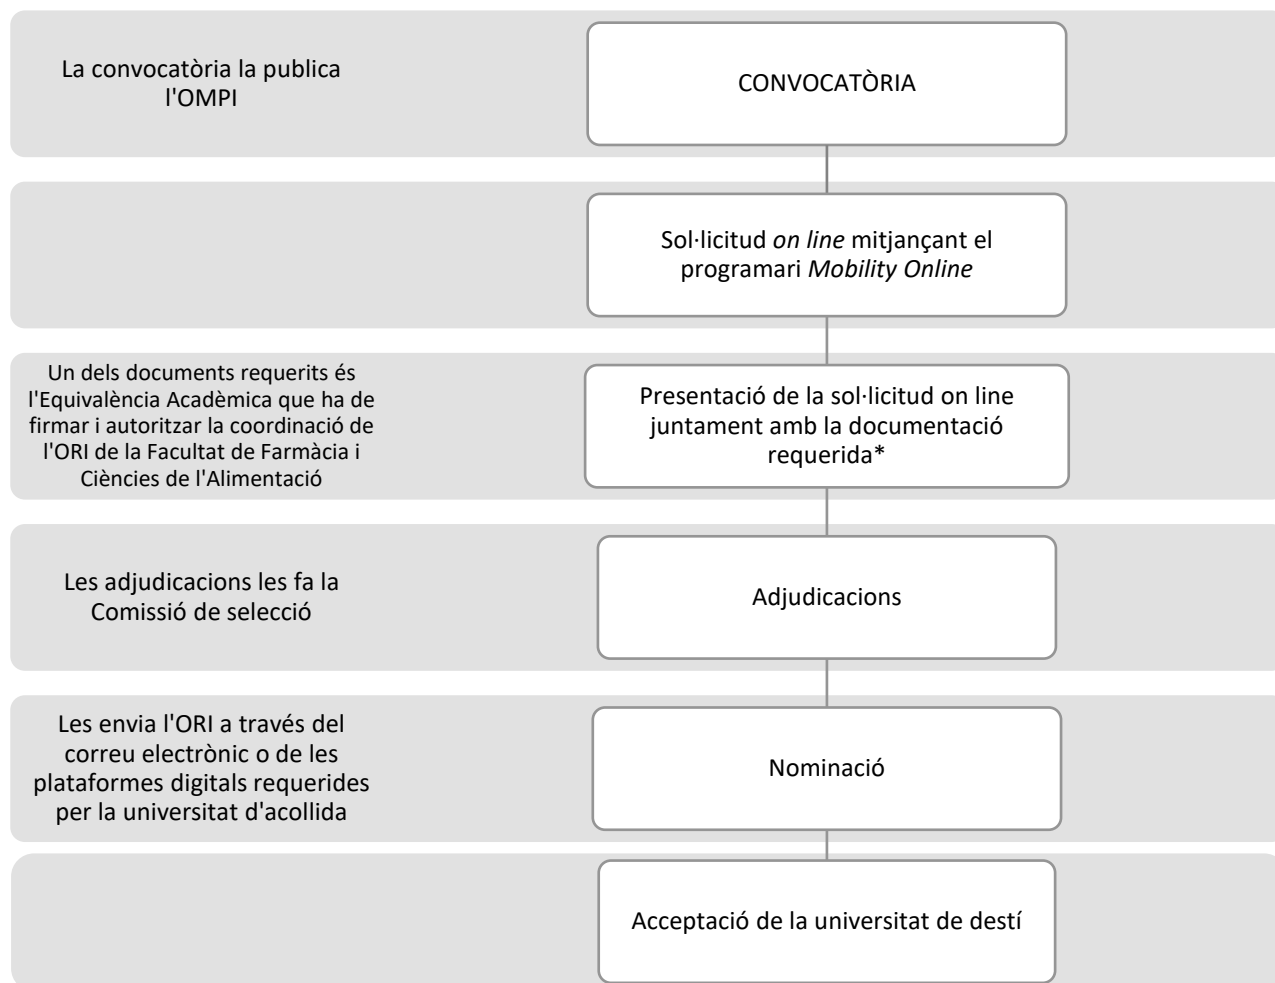 La convocatòria la publica
l'OMPI
CONVOCATÒRIA
Sol·licitud on line mitjançant el
programari Mobility Online
Un dels documents requerits és
l'Equivalència Acadèmica que ha de
firmar i autoritzar la coordinació de
l'ORI de la Facultat de Farmàcia i
Ciències de l'Alimentació
Presentació de la sol·licitud on line
juntament amb la documentació
requerida*
Les adjudicacions les fa la
Comissió de selecció
Adjudicacions
Les envia l'ORI a través del
correu electrònic o de les
plataformes digitals requerides
per la universitat d'acollida
Nominació
Acceptació de la universitat de destí